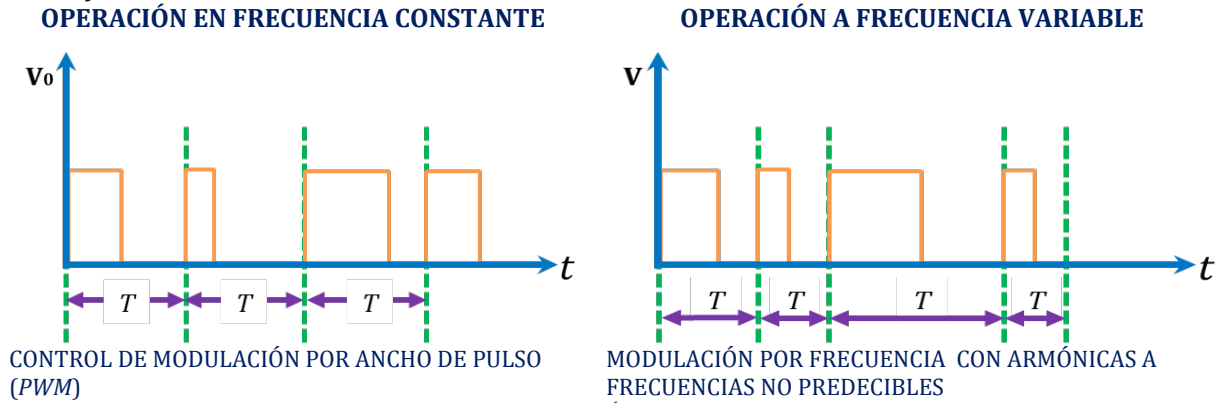 OPERACIÓN EN FRECUENCIA CONSTANTE
V₀
t
T
T
T
CONTROL DE MODULACIÓN POR ANCHO DE PULSO
(PWM)
OPERACIÓN A FRECUENCIA VARIABLE
V
t
T
T
T
T
MODULACIÓN POR FRECUENCIA CON ARMÓNICAS A
FRECUENCIAS NO PREDECIBLES